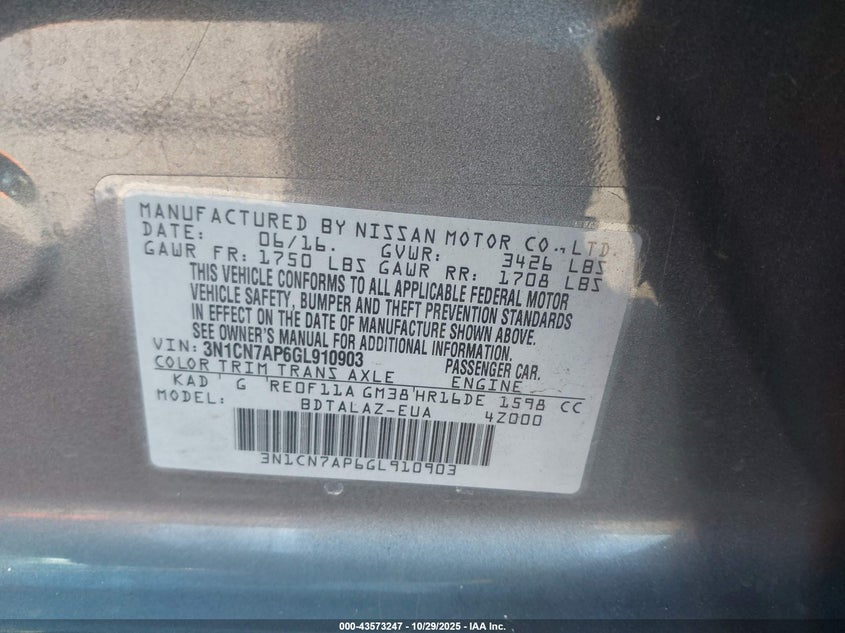 MANUFACTURED BY NISSAN MOTOR CO., LTD.
DATE: 06/16. GVWR: 3426 LBS
GAWR FR: 1750 LBS GAWR RR: 1708 LBS
THIS VEHICLE CONFORMS TO ALL APPLICABLE FEDERAL MOTOR
VEHICLE SAFETY, BUMPER AND THEFT PREVENTION STANDARDS
IN EFFECT ON THE DATE OF MANUFACTURE SHOWN ABOVE.
SEE OWNER'S MANUAL FOR ADDITIONAL INFORMATION.
VIN: 3N1CN7AP6GL910903 PASSENGER CAR.
COLOR TRIM TRANS AXLE ENGINE
KAD G RE0F11A GM38 HR16DE 1598 CC
MODEL: BDTALAZ-EUA 4Z000
3N1CN7AP6GL910903
000-43573247 - 10/29/2025 - IAA Inc.